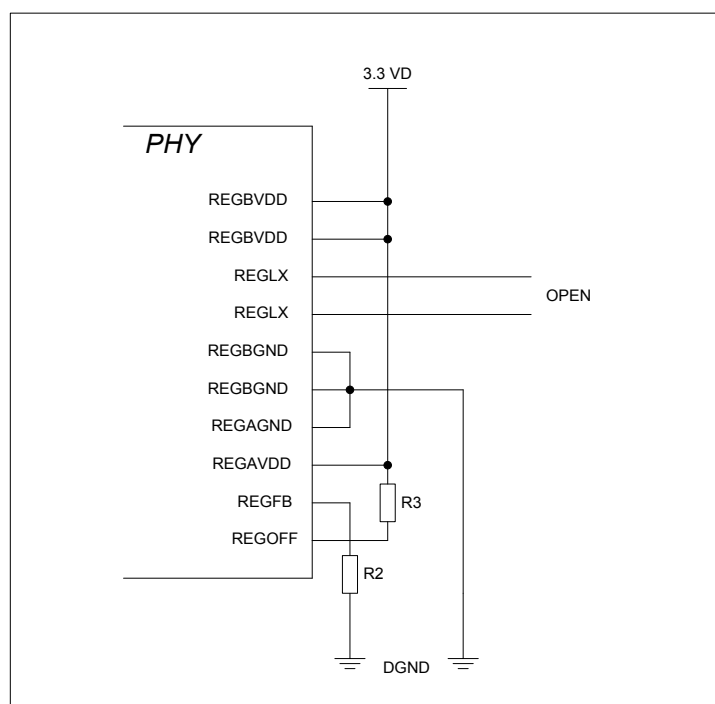 3.3 VD
PHY
REGBVDD
REGBVDD
REGLX
OPEN
REGLX
REGBGND
REGBGND
REGAGND
REGAVDD
REGFB
R3
REGOFF
R2
DGND